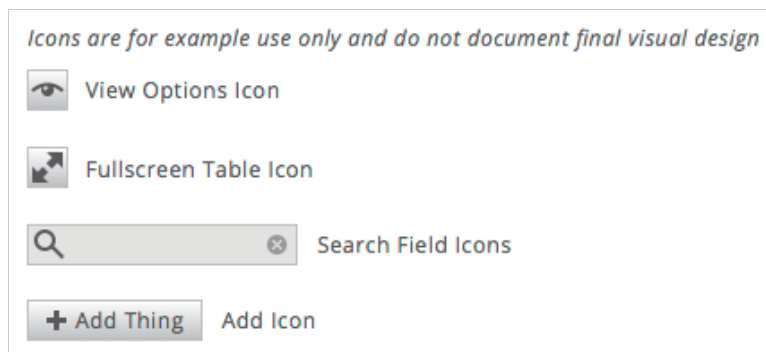 Icons are for example use only and do not document final visual design
View Options Icon
Fullscreen Table Icon
Search Field Icons
Add Thing Add Icon